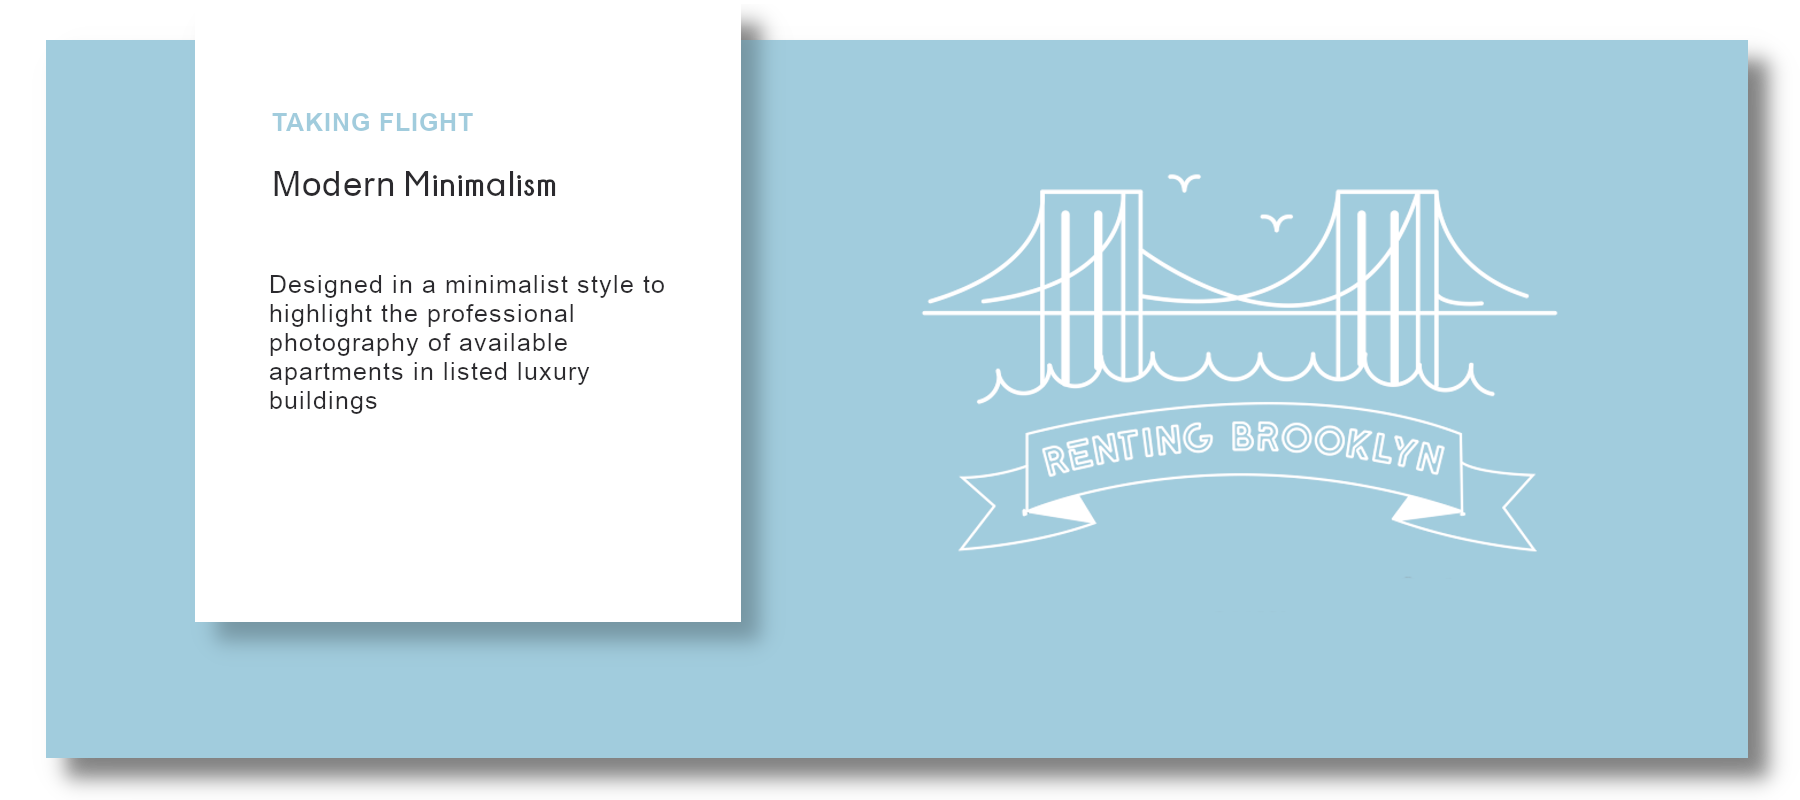 TAKING FLIGHT
Modern Minimalism
Designed in a minimalist style to
highlight the professional
photography of available
apartments in listed luxury
buildings
RENTING BROOKLYN